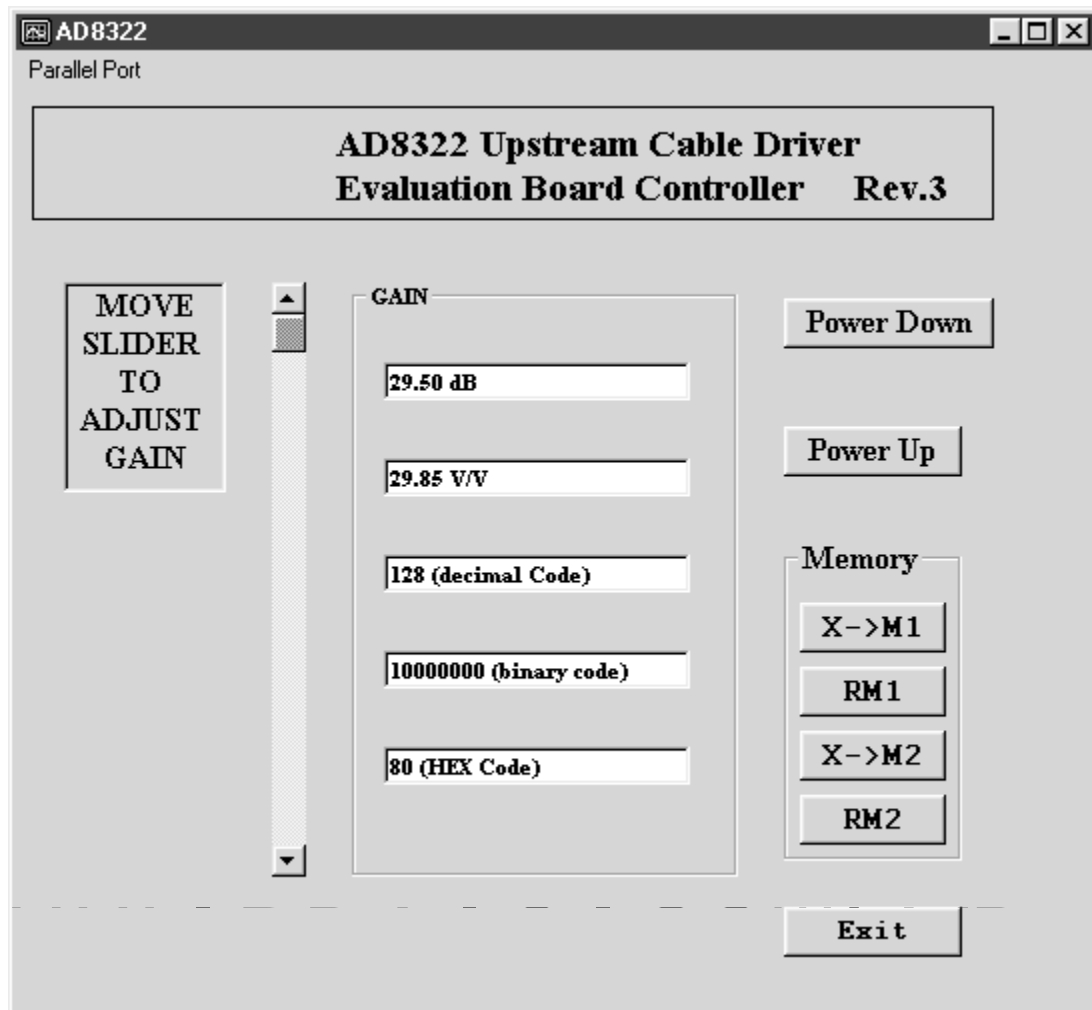 AD8322
Parallel Port
AD8322 Upstream Cable Driver
Evaluation Board Controller Rev.3
MOVE
SLIDER
TO
ADJUST
GAIN
GAIN
29.50 dB
29.85 V/V
128 (decimal Code)
10000000 (binary code)
80 (HEX Code)
Power Down
Power Up
Memory
X->M1
RM1
X->M2
RM2
Exit